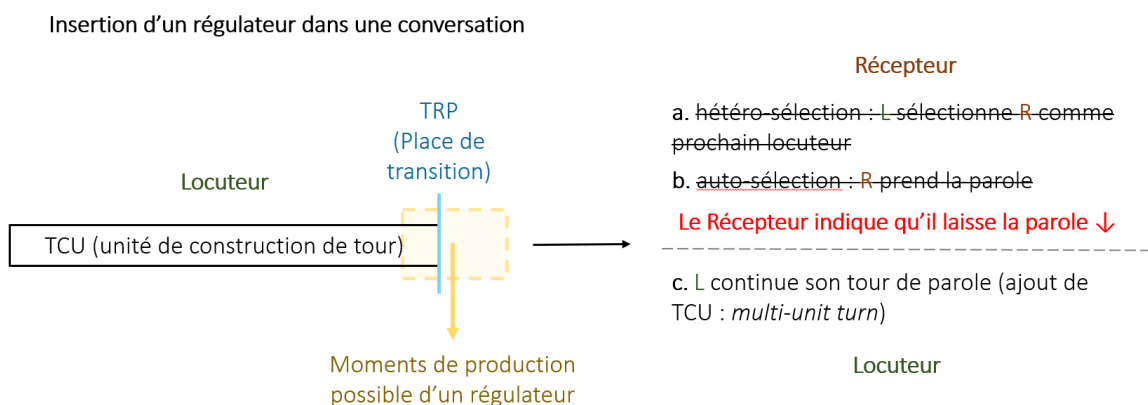 Insertion d’un régulateur dans une conversation
TRP
(Place de
transition)
Locuteur
TCU (unité de construction de tour)
Moments de production
possible d’un régulateur
Récepteur
a. hétéro-sélection : L sélectionne R comme
prochain locuteur
b. auto-sélection : R prend la parole
Le Récepteur indique qu’il laisse la parole ↓
c. L continue son tour de parole (ajout de
TCU : multi-unit turn)
Locuteur